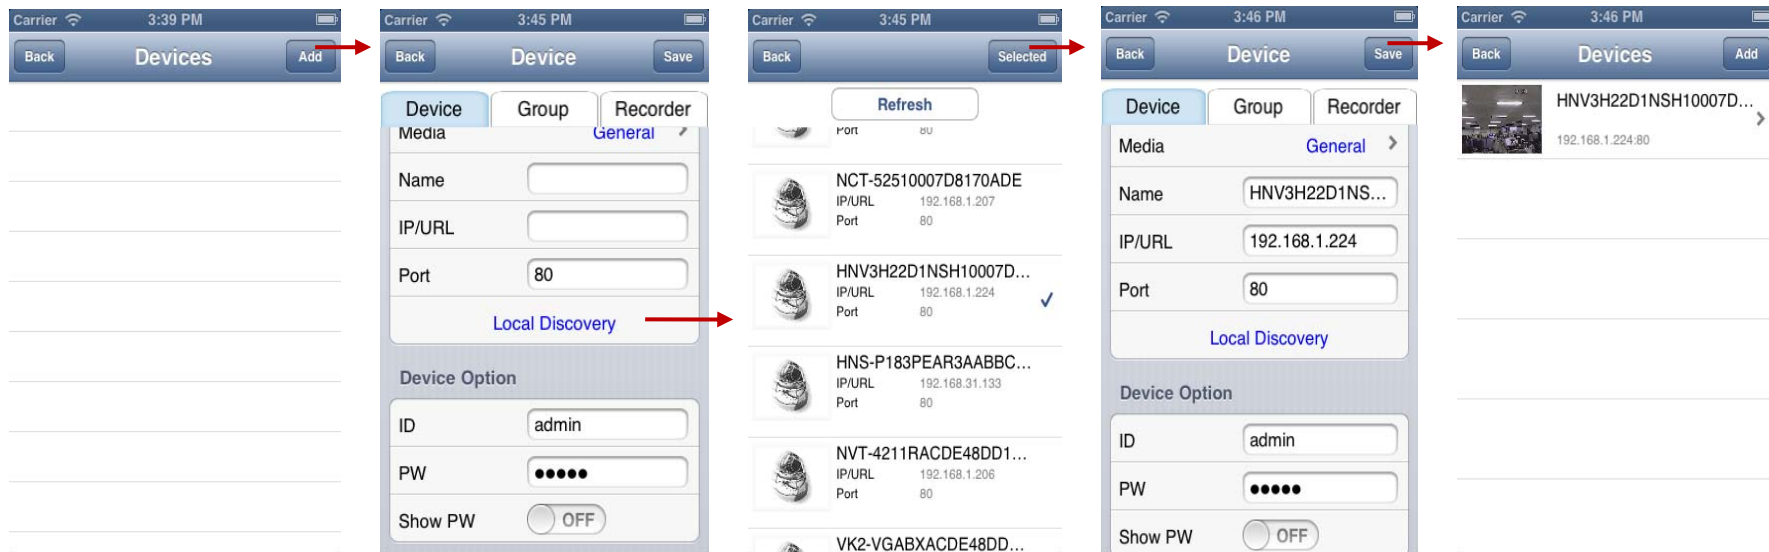 Carrier 3:39 PM
Back Devices Add
Carrier 3:45 PM
Back Device Save
Device Group Recorder
Media General
Name
IP/URL
Port 80
Local Discovery
Device Option
ID admin
PW •••••
Show PW OFF
Carrier 3:45 PM
Back Selected
Refresh
Port 80
NCT-52510007D8170ADE
IP/URL 192.168.1.207
Port 80
HNV3H22D1NSH10007D...
IP/URL 192.168.1.224
Port 80
HNS-P183PEAR3AABBC...
IP/URL 192.168.31.133
Port 80
NVT-4211RACDE48DD1...
IP/URL 192.168.1.206
Port 80
VK2-VGABXACDE48DD...
Carrier 3:46 PM
Back Device Save
Device Group Recorder
Media General
Name HNV3H22D1NS...
IP/URL 192.168.1.224
Port 80
Local Discovery
Device Option
ID admin
PW •••••
Show PW OFF
Carrier 3:46 PM
Back Devices Add
HNV3H22D1NSH10007D...
192.168.1.224:80